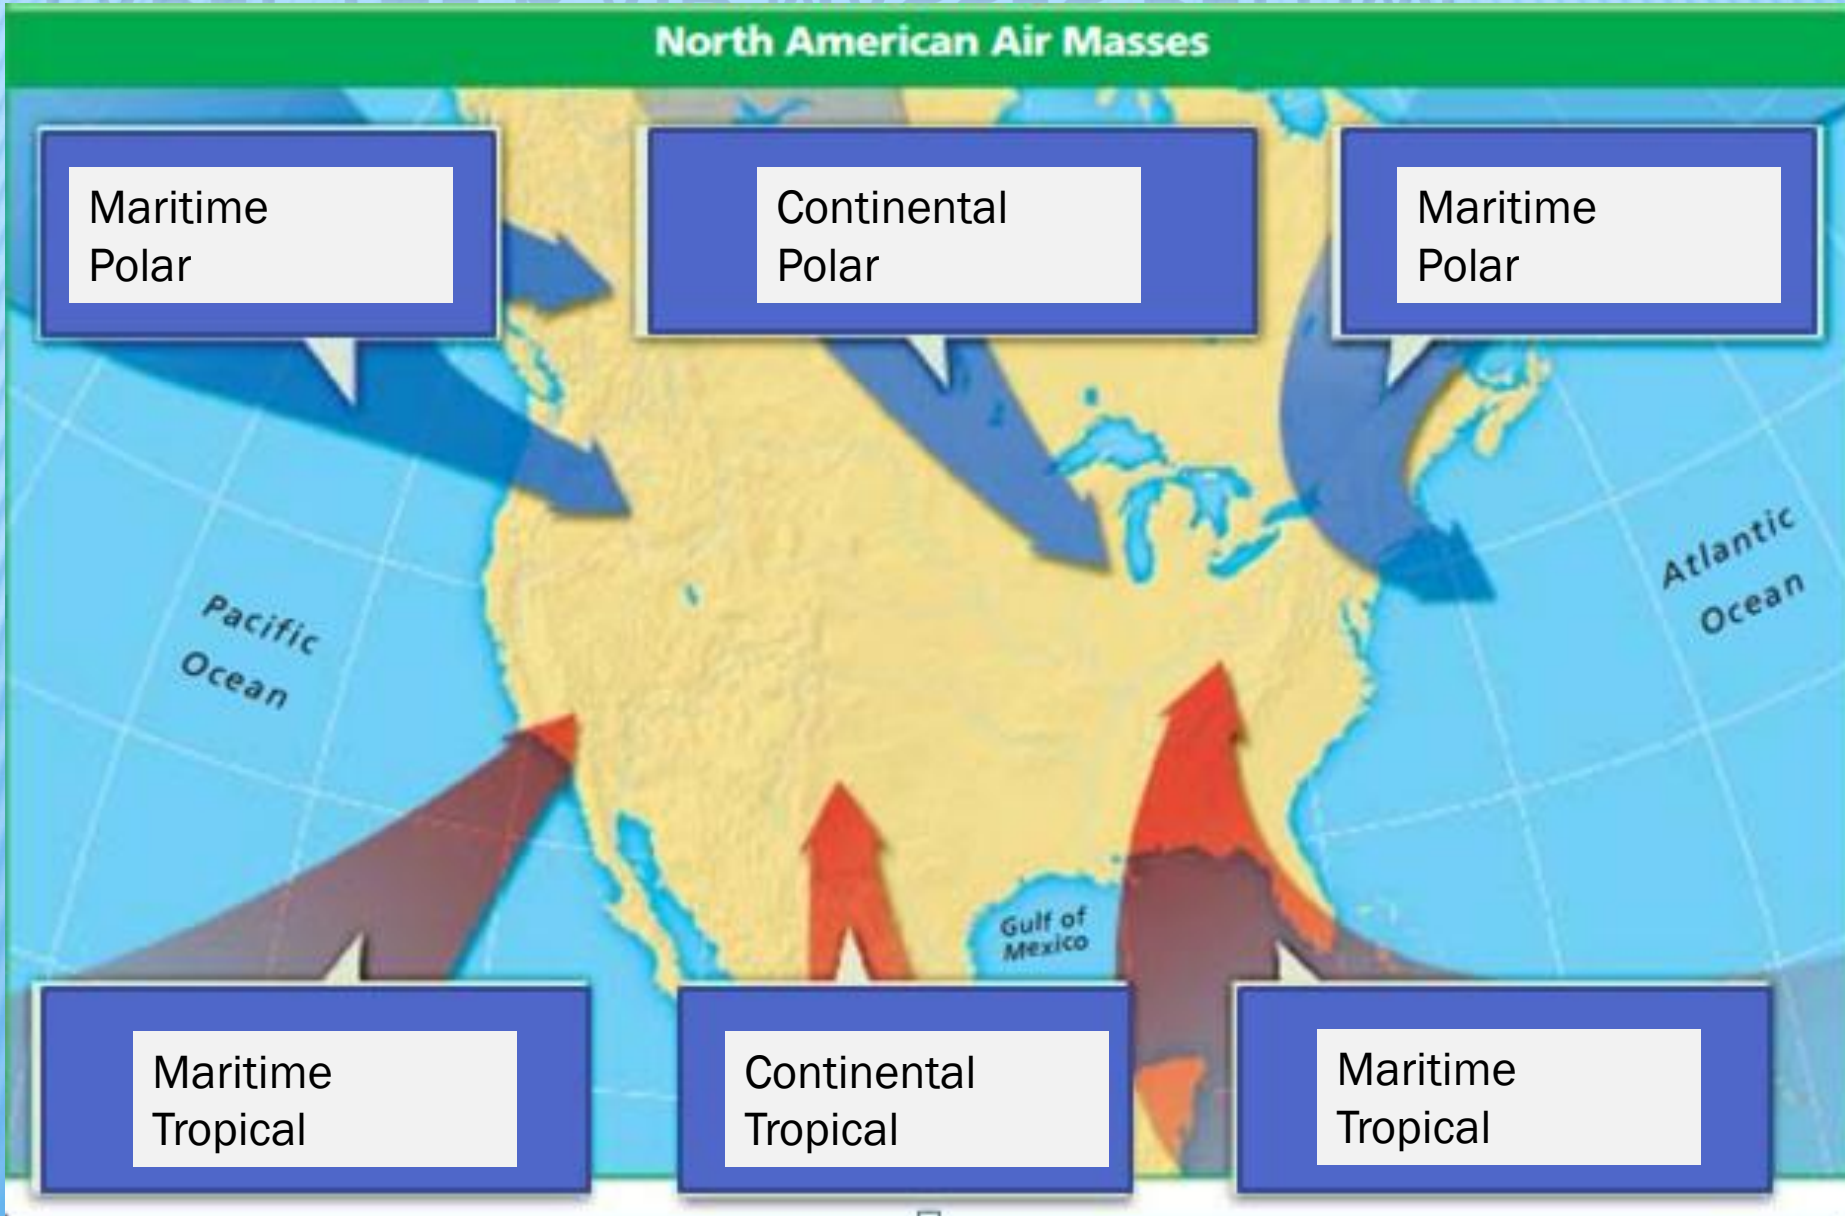 North American Air Masses
Maritime
Polar
Continental
Polar
Maritime
Polar
Pacific
Ocean
Atlantic
Ocean
Gulf of
Mexico
Maritime
Tropical
Continental
Tropical
Maritime
Tropical